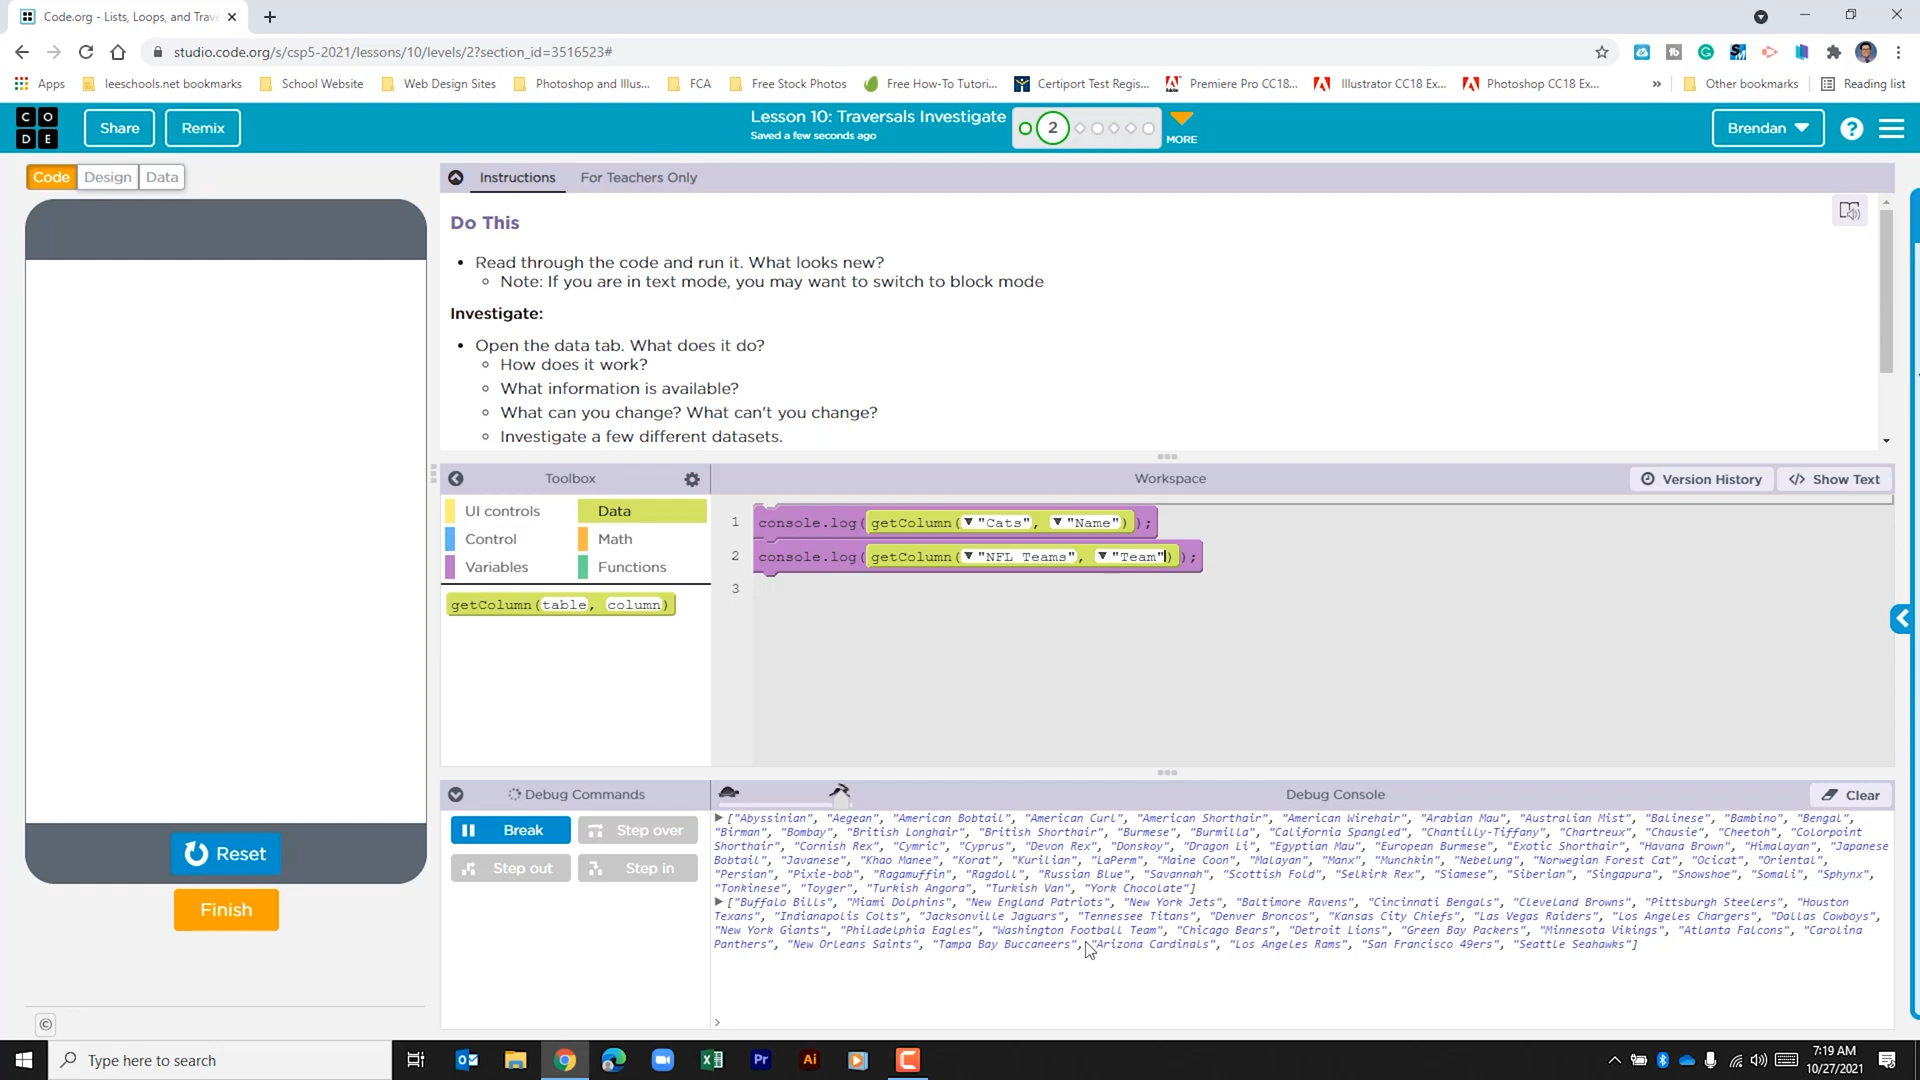 Code.org - Lists, Loops, and Trave
studio.code.org/s/csp5-2021/lessons/10/levels/2?section_id=3516523#
Apps
leeschools.net bookmarks
School Website
Web Design Sites
Photoshop and Illus...
FCA
Free Stock Photos
Free How-To Tutori...
Certiport Test Regis...
Premiere Pro CC18...
Illustrator CC18 Ex...
Photoshop CC18 Ex...
»
Other bookmarks
Reading list
C O
D E
Share
Remix
Lesson 10: Traversals Investigate
Saved a few seconds ago
2
MORE
Brendan
?
Code
Design
Data
Instructions
For Teachers Only
Do This
• Read through the code and run it. What looks new?
Note: If you are in text mode, you may want to switch to block mode
Investigate:
• Open the data tab. What does it do?
How does it work?
What information is available?
What can you change? What can't you change?
Investigate a few different datasets.
Toolbox
Workspace
Version History
</> Show Text
UI controls
Data
Control
Math
Variables
Functions
getColumn(table, column)
1 console.log(getColumn(▼"Cats", ▼"Name"));
2 console.log(getColumn(▼"NFL Teams", ▼"Team"));
3
Reset
Finish
Debug Commands
Break
Step over
Step out
Step in
Debug Console
Clear
["Abyssinian", "Aegean", "American Bobtail", "American Curl", "American Shorthair", "American Wirehair", "Arabian Mau", "Australian Mist", "Balinese", "Bambino", "Bengal",
"Birman", "Bombay", "British Longhair", "British Shorthair", "Burmese", "Burmilla", "California Spangled", "Chantilly-Tiffany", "Chartreux", "Chausie", "Cheetoh", "Colorpoint
Shorthair", "Cornish Rex", "Cymric", "Cyprus", "Devon Rex", "Donskoy", "Dragon Li", "Egyptian Mau", "European Burmese", "Exotic Shorthair", "Havana Brown", "Himalayan", "Japanese
Bobtail", "Javanese", "Khao Manee", "Korat", "Kurilian", "LaPerm", "Maine Coon", "Malayan", "Manx", "Munchkin", "Nebelung", "Norwegian Forest Cat", "Ocicat", "Oriental",
"Persian", "Pixie-bob", "Ragamuffin", "Ragdoll", "Russian Blue", "Savannah", "Scottish Fold", "Selkirk Rex", "Siamese", "Siberian", "Singapura", "Snowshoe", "Somali", "Sphynx",
"Tonkinese", "Toyger", "Turkish Angora", "Turkish Van", "York Chocolate"]
["Buffalo Bills", "Miami Dolphins", "New England Patriots", "New York Jets", "Baltimore Ravens", "Cincinnati Bengals", "Cleveland Browns", "Pittsburgh Steelers", "Houston
Texans", "Indianapolis Colts", "Jacksonville Jaguars", "Tennessee Titans", "Denver Broncos", "Kansas City Chiefs", "Las Vegas Raiders", "Los Angeles Chargers", "Dallas Cowboys",
"New York Giants", "Philadelphia Eagles", "Washington Football Team", "Chicago Bears", "Detroit Lions", "Green Bay Packers", "Minnesota Vikings", "Atlanta Falcons", "Carolina
Panthers", "New Orleans Saints", "Tampa Bay Buccaneers", "Arizona Cardinals", "Los Angeles Rams", "San Francisco 49ers", "Seattle Seahawks"]
>
©
Type here to search
Pr
Ai
7:19 AM
10/27/2021